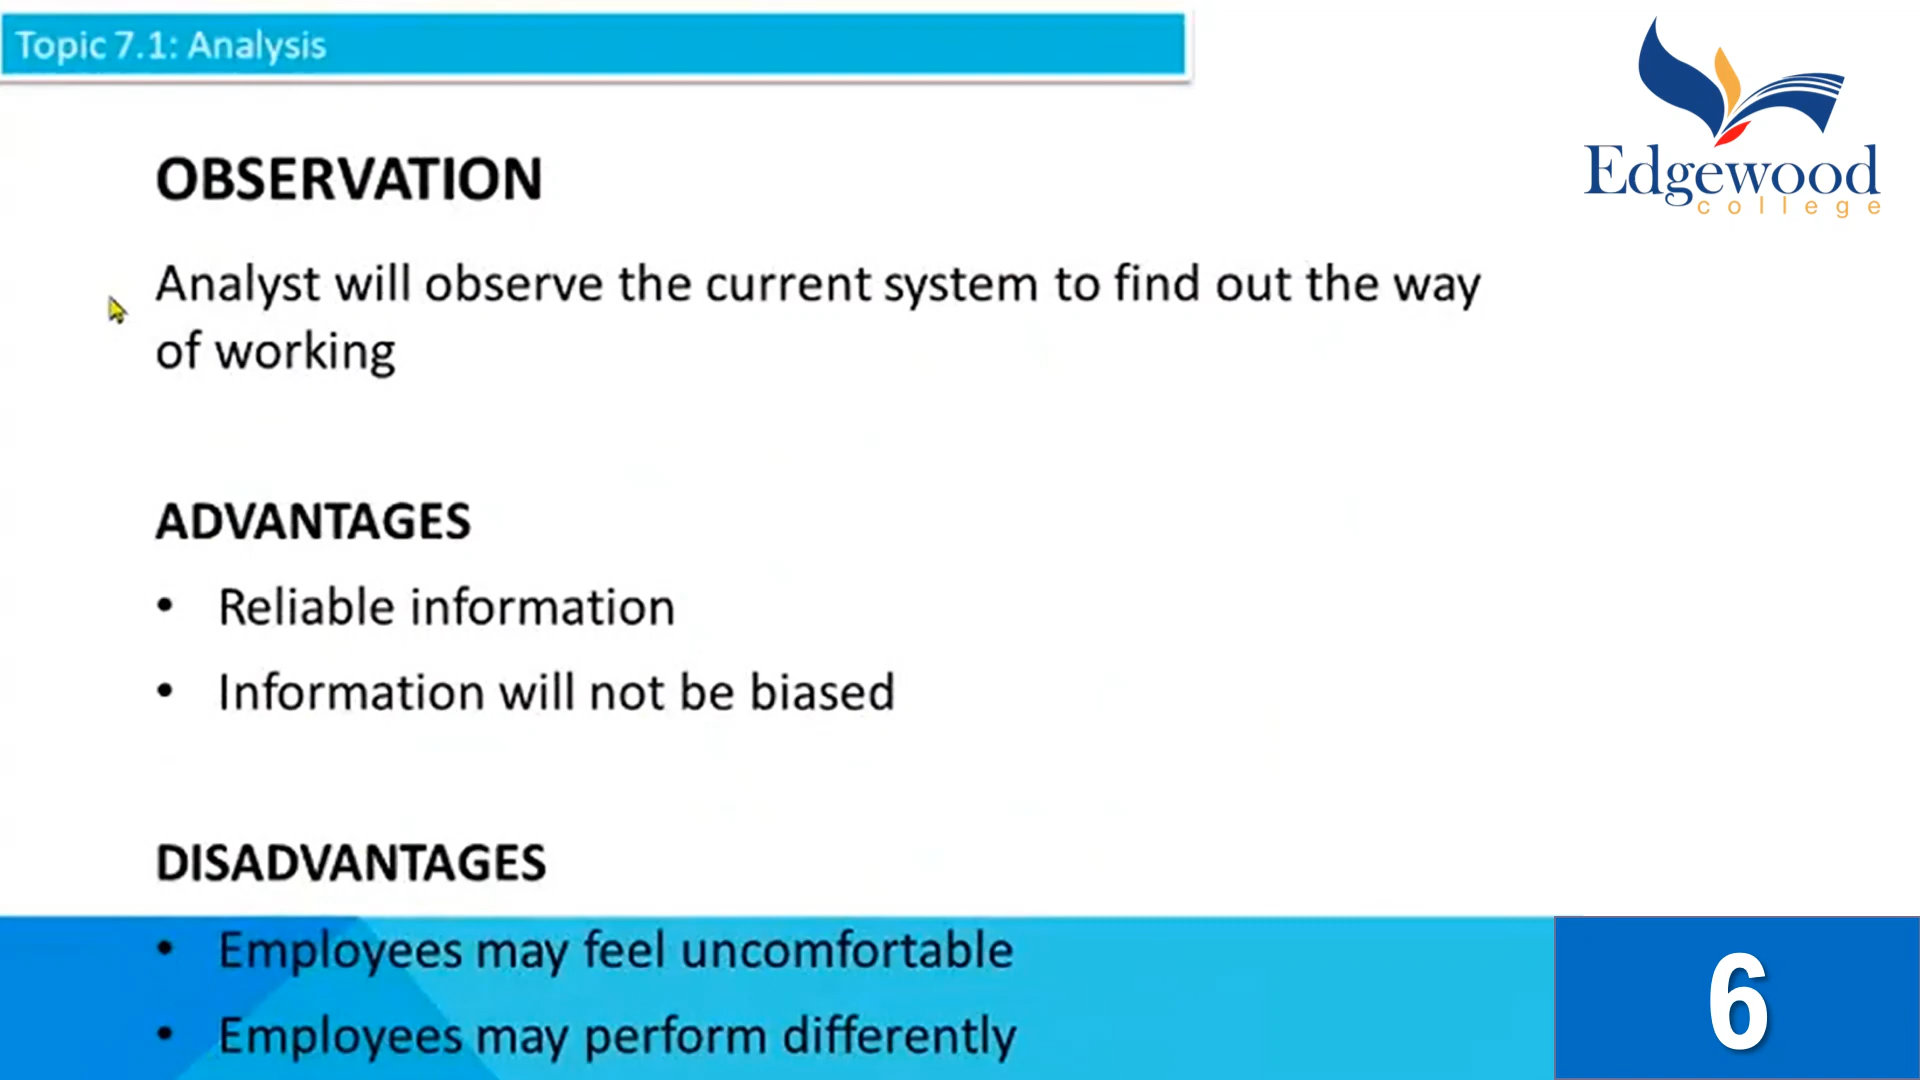 Topic 7.1: Analysis
Edgewood
college
OBSERVATION
Analyst will observe the current system to find out the way
of working
ADVANTAGES
• Reliable information
• Information will not be biased
DISADVANTAGES
• Employees may feel uncomfortable
• Employees may perform differently
6